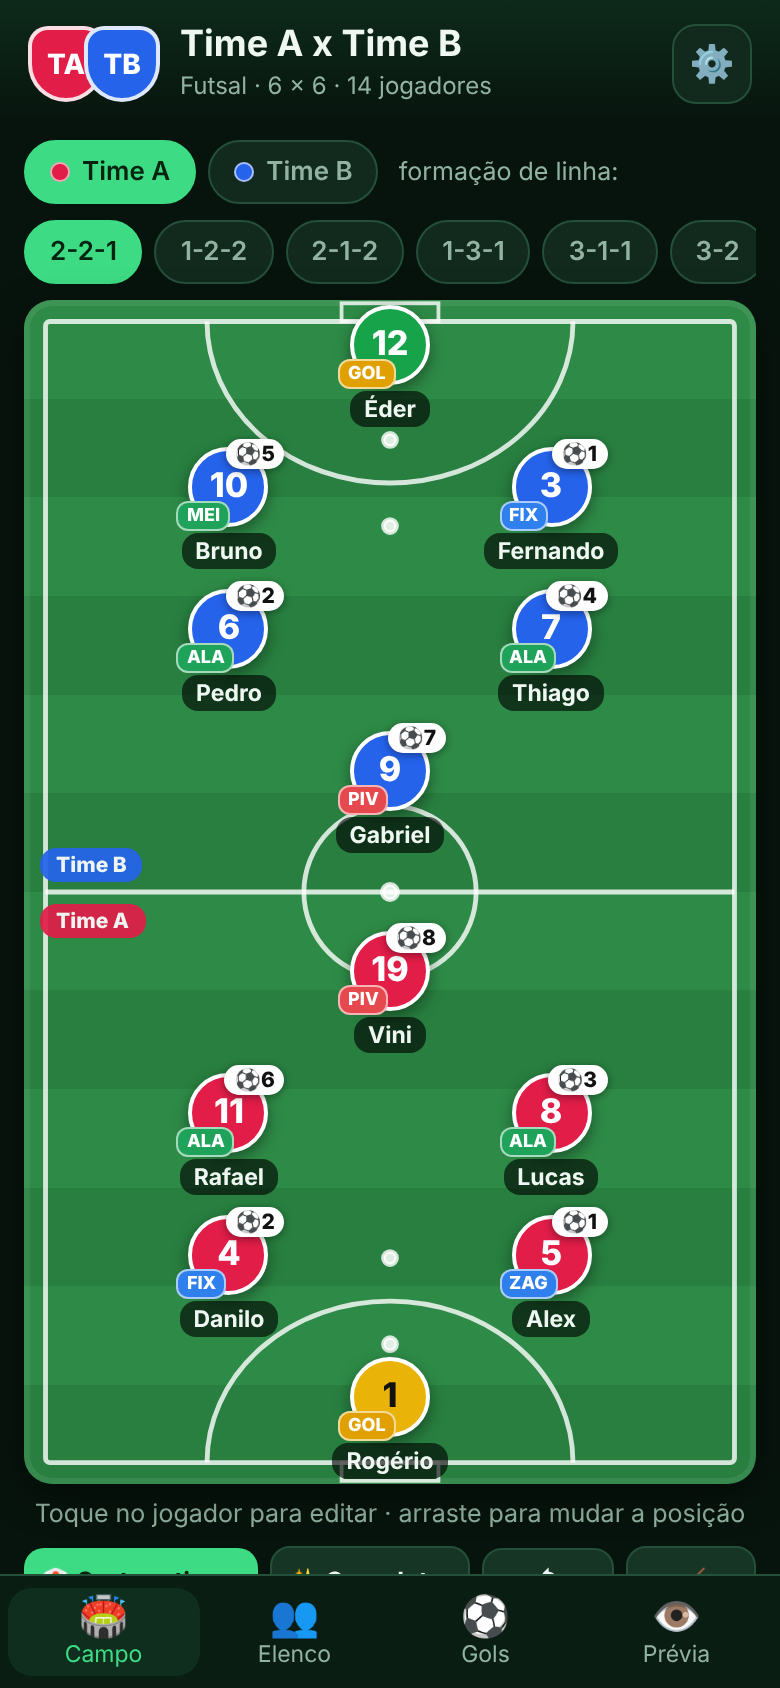 TA TB Time A x Time B
Futsal · 6 × 6 · 14 jogadores
Time A Time B formação de linha:
2-2-1 1-2-2 2-1-2 1-3-1 3-1-1 3-2
12
GOL
Éder
5 1
10 3
MEI FIX
Bruno Fernando
2 4
6 7
ALA ALA
Pedro Thiago
7
9
PIV
Gabriel
Time B
Time A
8
19
PIV
Vini
6 3
11 8
ALA ALA
Rafael Lucas
2 1
4 5
FIX ZAG
Danilo Alex
1
GOL
Rogério
Toque no jogador para editar · arraste para mudar a posição
Campo Elenco Gols Prévia